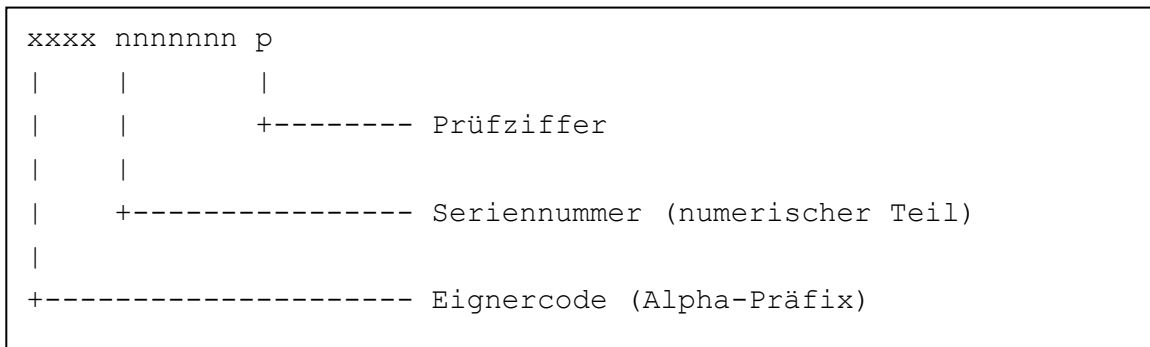 xxxx nnnnnnn p
|    |       |
|    |       +-------- Prüfziffer
|    |
|    +---------------- Seriennummer (numerischer Teil)
|
+--------------------- Eignercode (Alpha-Präfix)